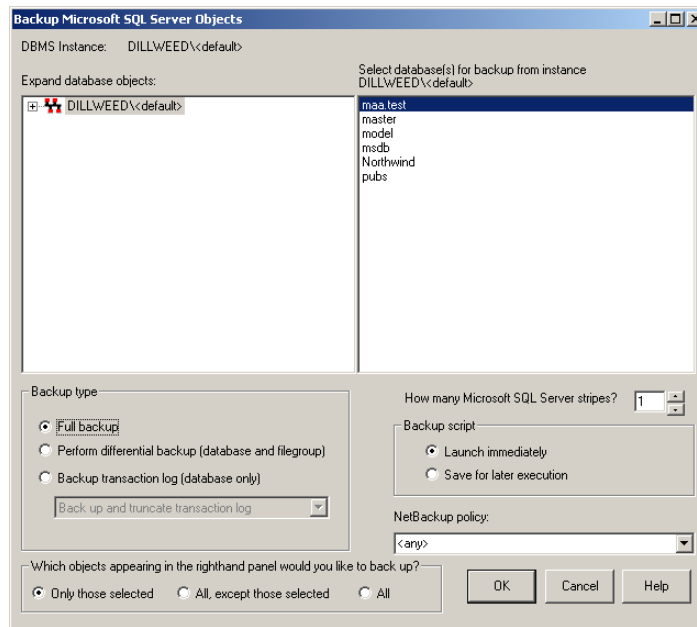 Backup Microsoft SQL Server Objects
DBMS Instance: DILLWEED\<default>
Expand database objects:
Select database(s) for backup from instance
DILLWEED\<default>
DILLWEED\<default>
maa.test
master
model
msdb
Northwind
pubs
Backup type
Full backup
Perform differential backup (database and filegroup)
Backup transaction log (database only)
Back up and truncate transaction log
How many Microsoft SQL Server stripes? 1
Backup script
Launch immediately
Save for later execution
NetBackup policy:
<any>
Which objects appearing in the righthand panel would you like to back up?
Only those selected All, except those selected All
OK Cancel Help